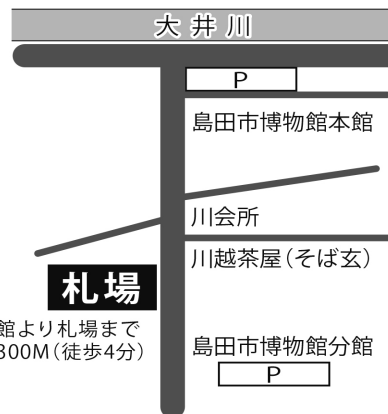 大井川
P
島田市博物館本館
川会所
川越茶屋(そば玄)
札場
館より札場まで
300M(徒歩4分)
島田市博物館分館
P